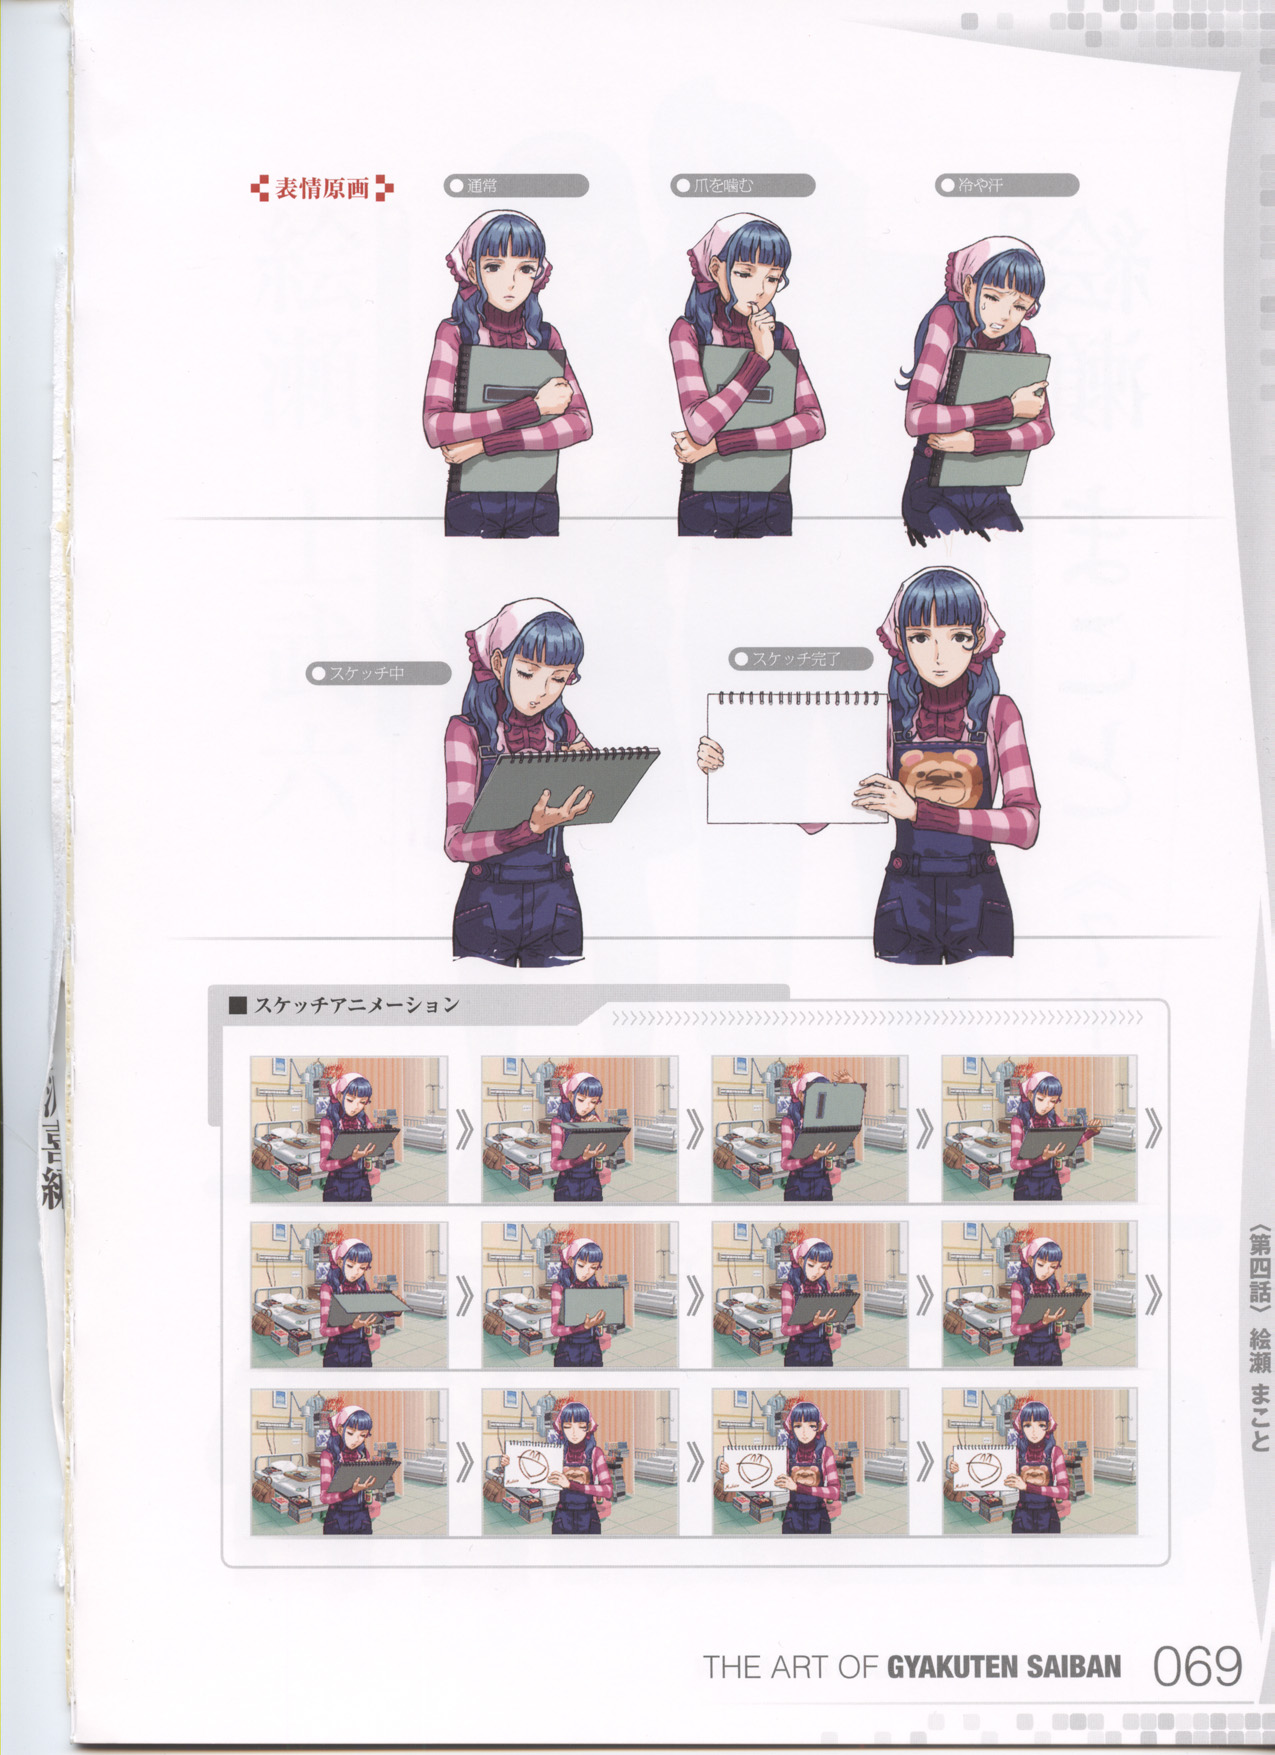 表情原画
通常
爪を噛む
冷や汗
スケッチ中
スケッチ完了
■ スケッチアニメーション
〈第四話〉 絵瀬 まこと
THE ART OF GYAKUTEN SAIBAN 069